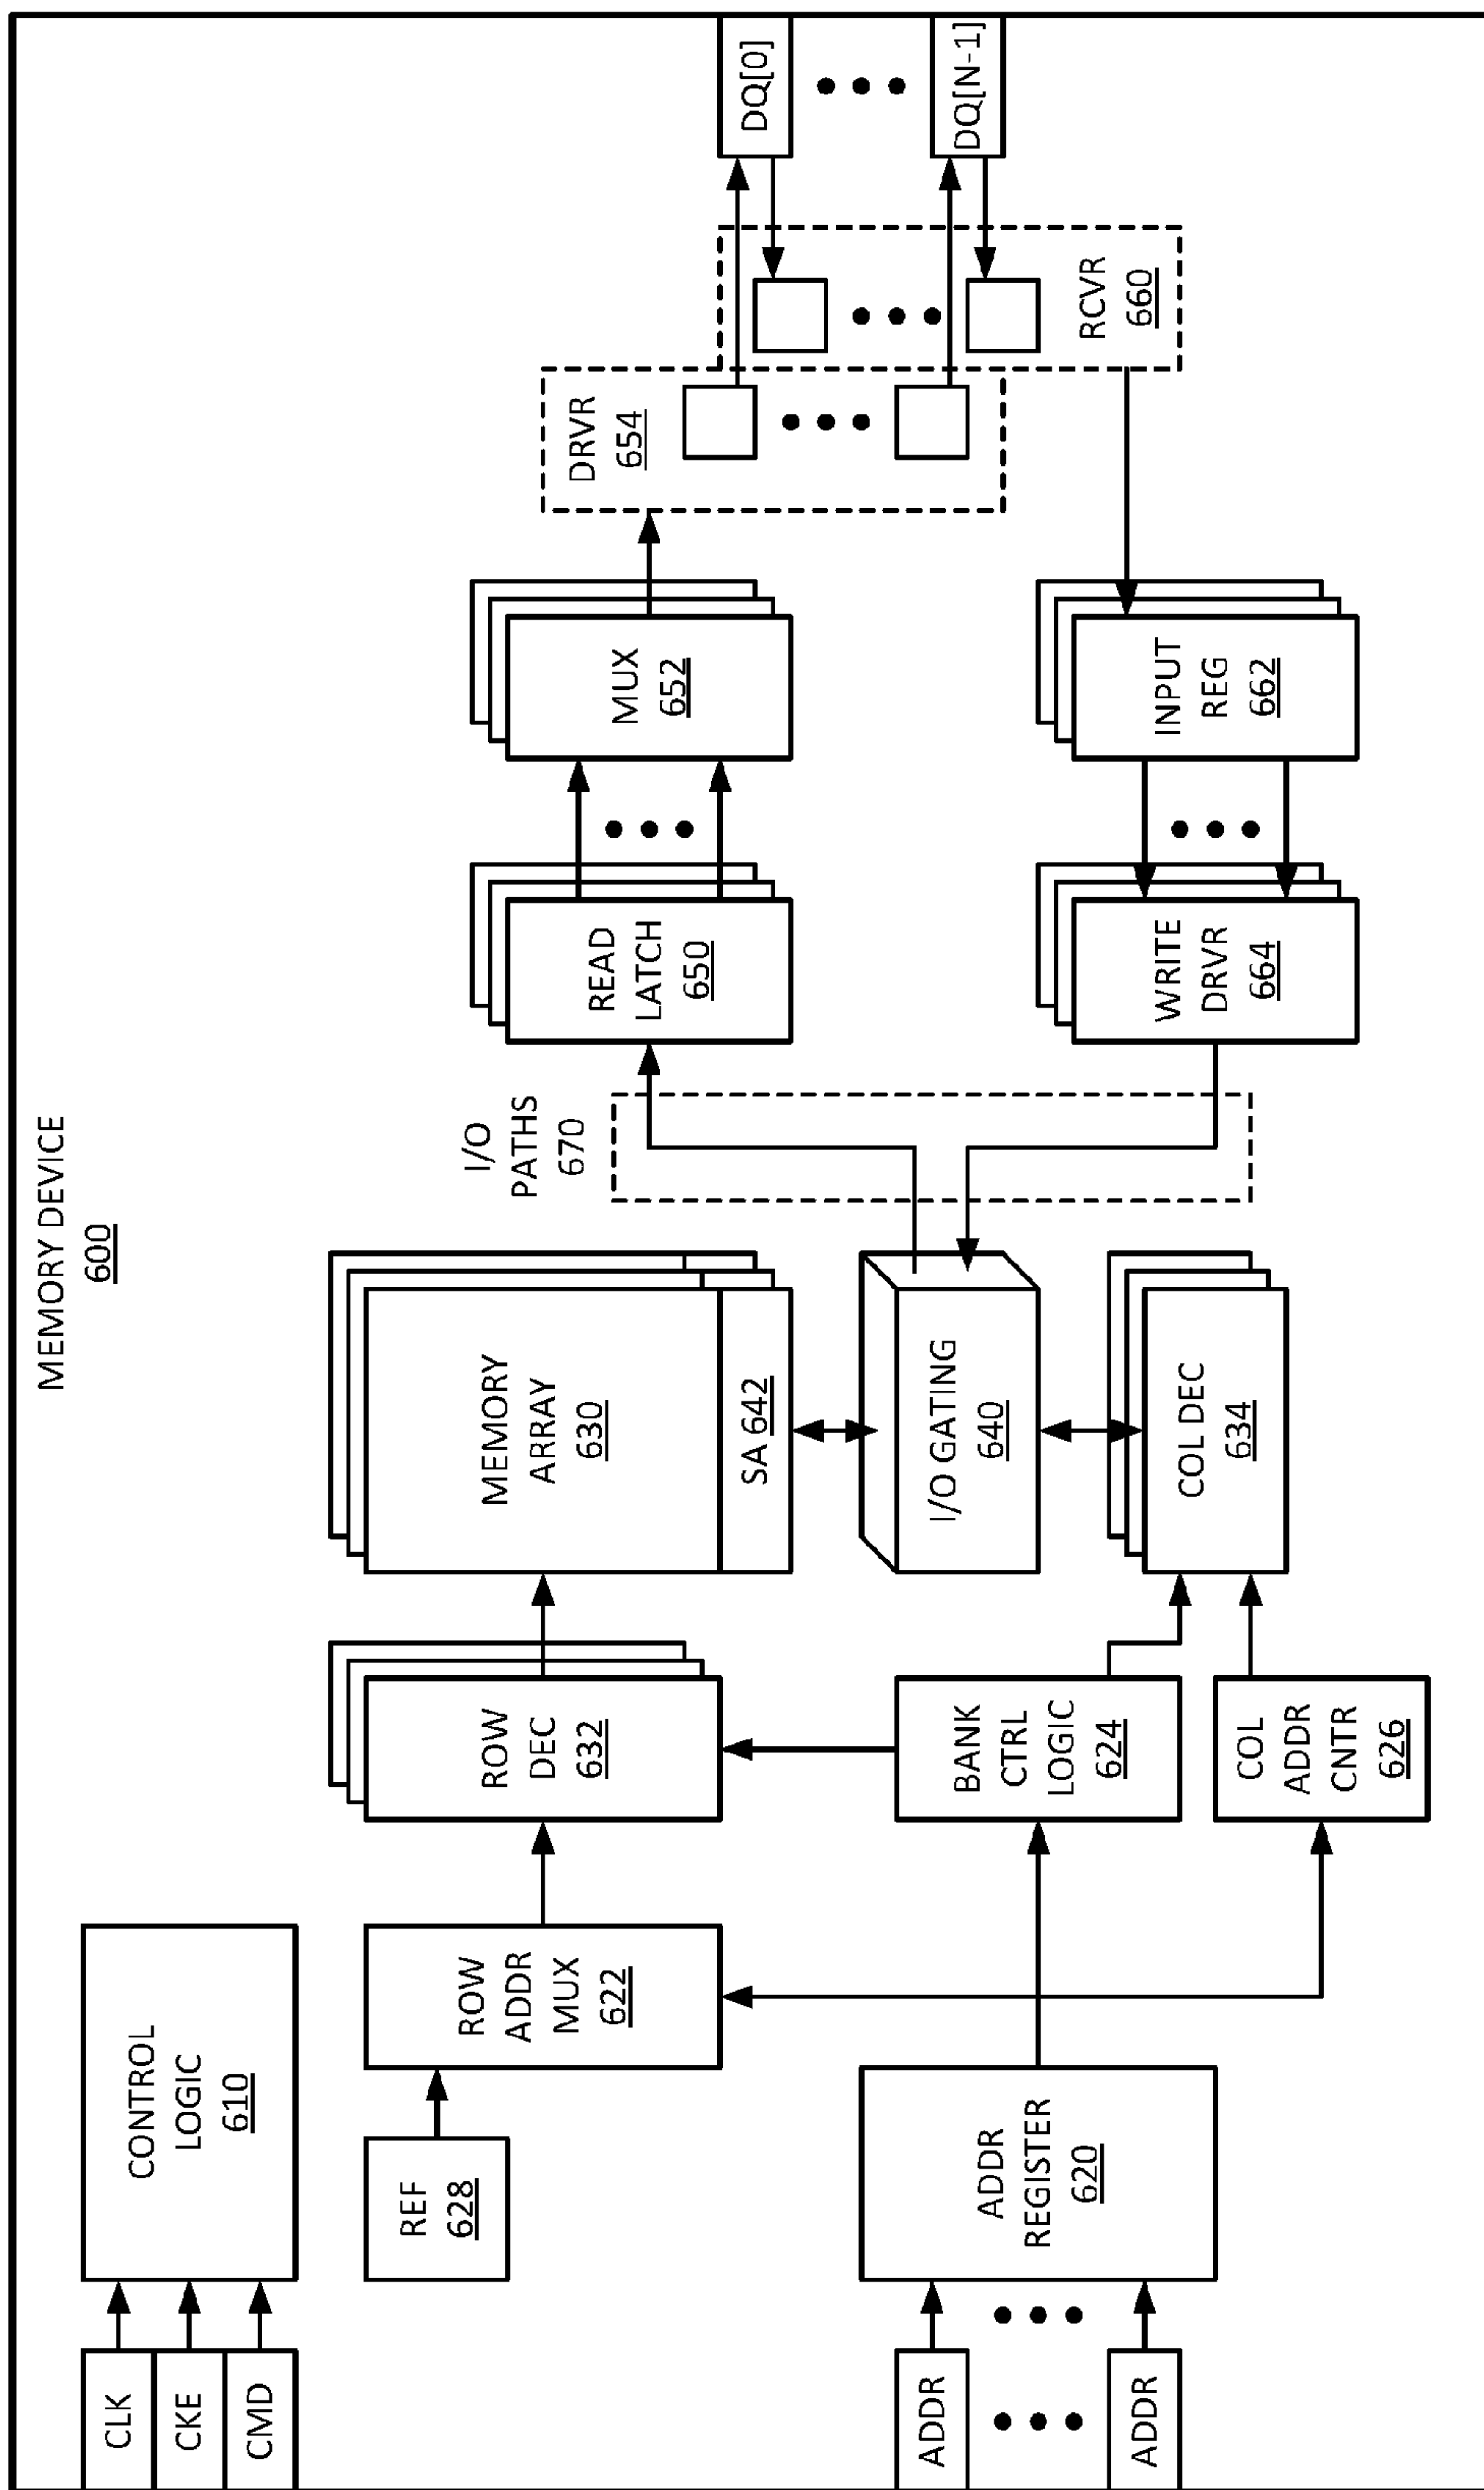 MEMORY DEVICE
600
CLK
CKE
CMD
CONTROL
LOGIC
610
REF
628
ROW
ADDR
MUX
622
ROW
DEC
632
MEMORY
ARRAY
630
SA 642
I/O
PATHS
670
READ
LATCH
650
MUX
652
DRVR
654
DQ[0]
DQ[N-1]
RCVR
660
ADDR
ADDR
ADDR
REGISTER
620
BANK
CTRL
LOGIC
624
I/O GATING
640
COL
ADDR
CNTR
626
COL DEC
634
WRITE
DRVR
664
INPUT
REG
662